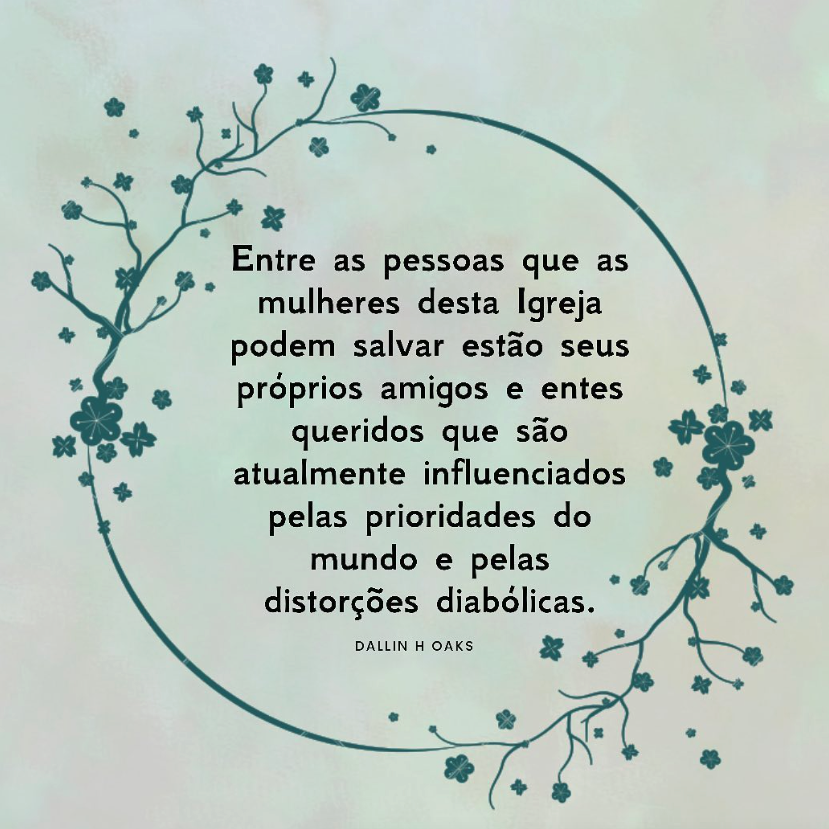 Entre as pessoas que as
mulheres desta Igreja
podem salvar estão seus
próprios amigos e entes
queridos que são
atualmente influenciados
pelas prioridades do
mundo e pelas
distorções diabólicas.
DALLIN H OAKS